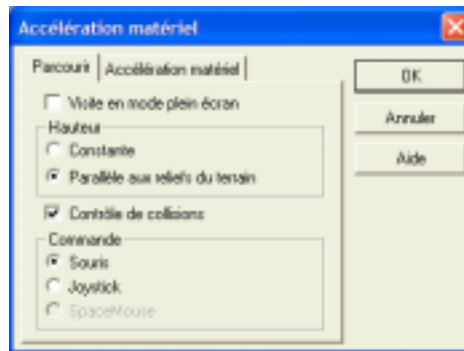 Accélération matériel
Parcourir Accélération matériel
OK
Annuler
Aide
Visite en mode plein écran
Hauteur
Constante
Parallèle aux reliefs du terrain
Contrôle de collisions
Commande
Souris
Joystick
SpaceMouse